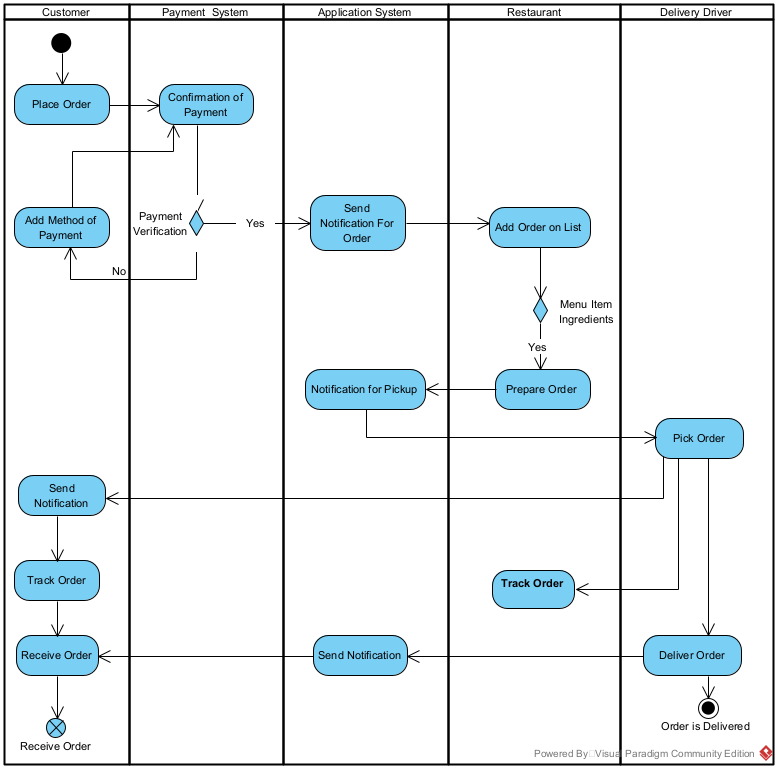 Customer
Payment  System
Application System
Restaurant
Delivery Driver
Place Order
Confirmation of
Payment
Add Method of
Payment
Payment
Verification
Yes
Send
Notification For
Order
Add Order on List
No
Menu Item
Ingredients
Yes
Notification for Pickup
Prepare Order
Pick Order
Send
Notification
Track Order
Track Order
Receive Order
Send Notification
Deliver Order
Receive Order
Order is Delivered
Powered By Visual Paradigm Community Edition